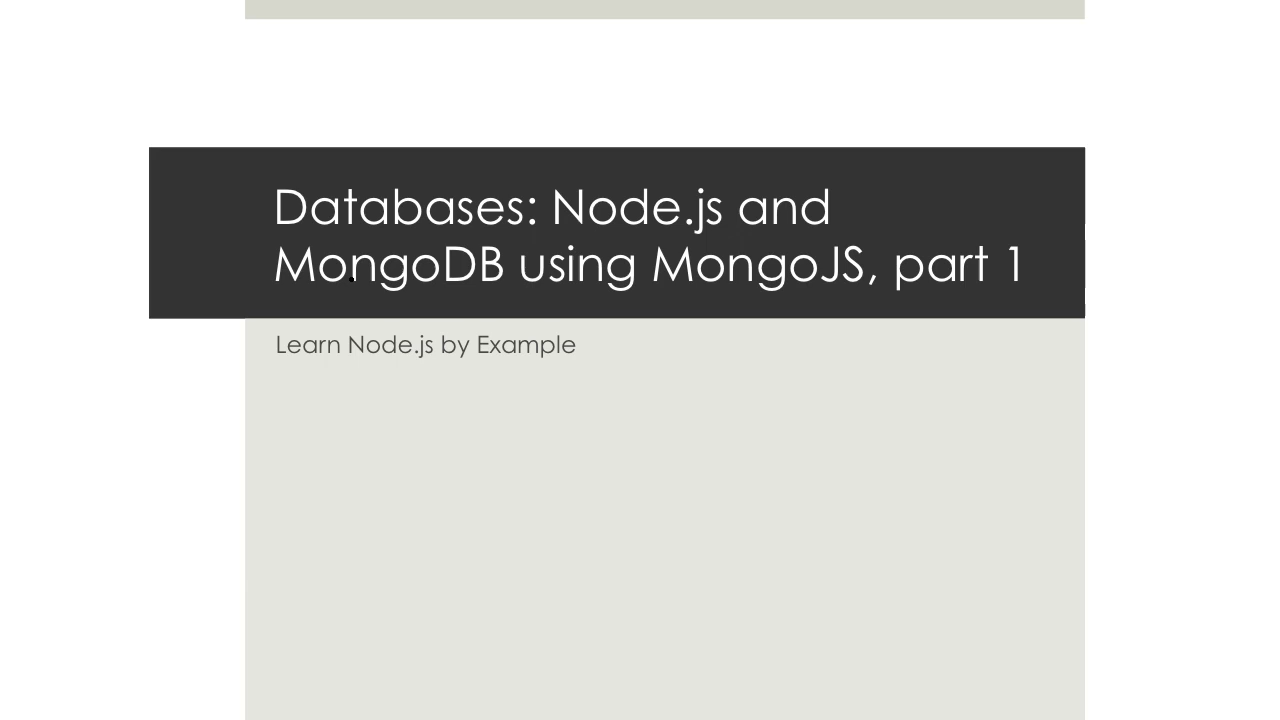 Databases: Node.js and
MongoDB using MongoJS, part 1
Learn Node.js by Example